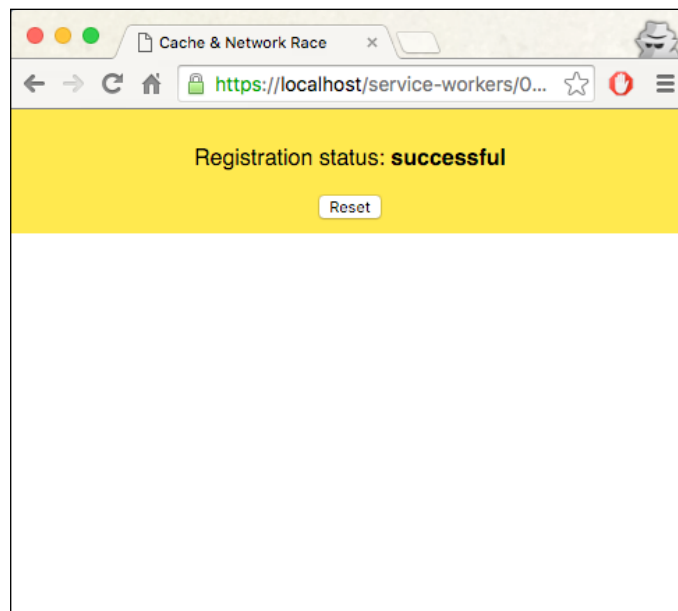 Cache & Network Race
https://localhost/service-workers/0...
Registration status: successful
Reset